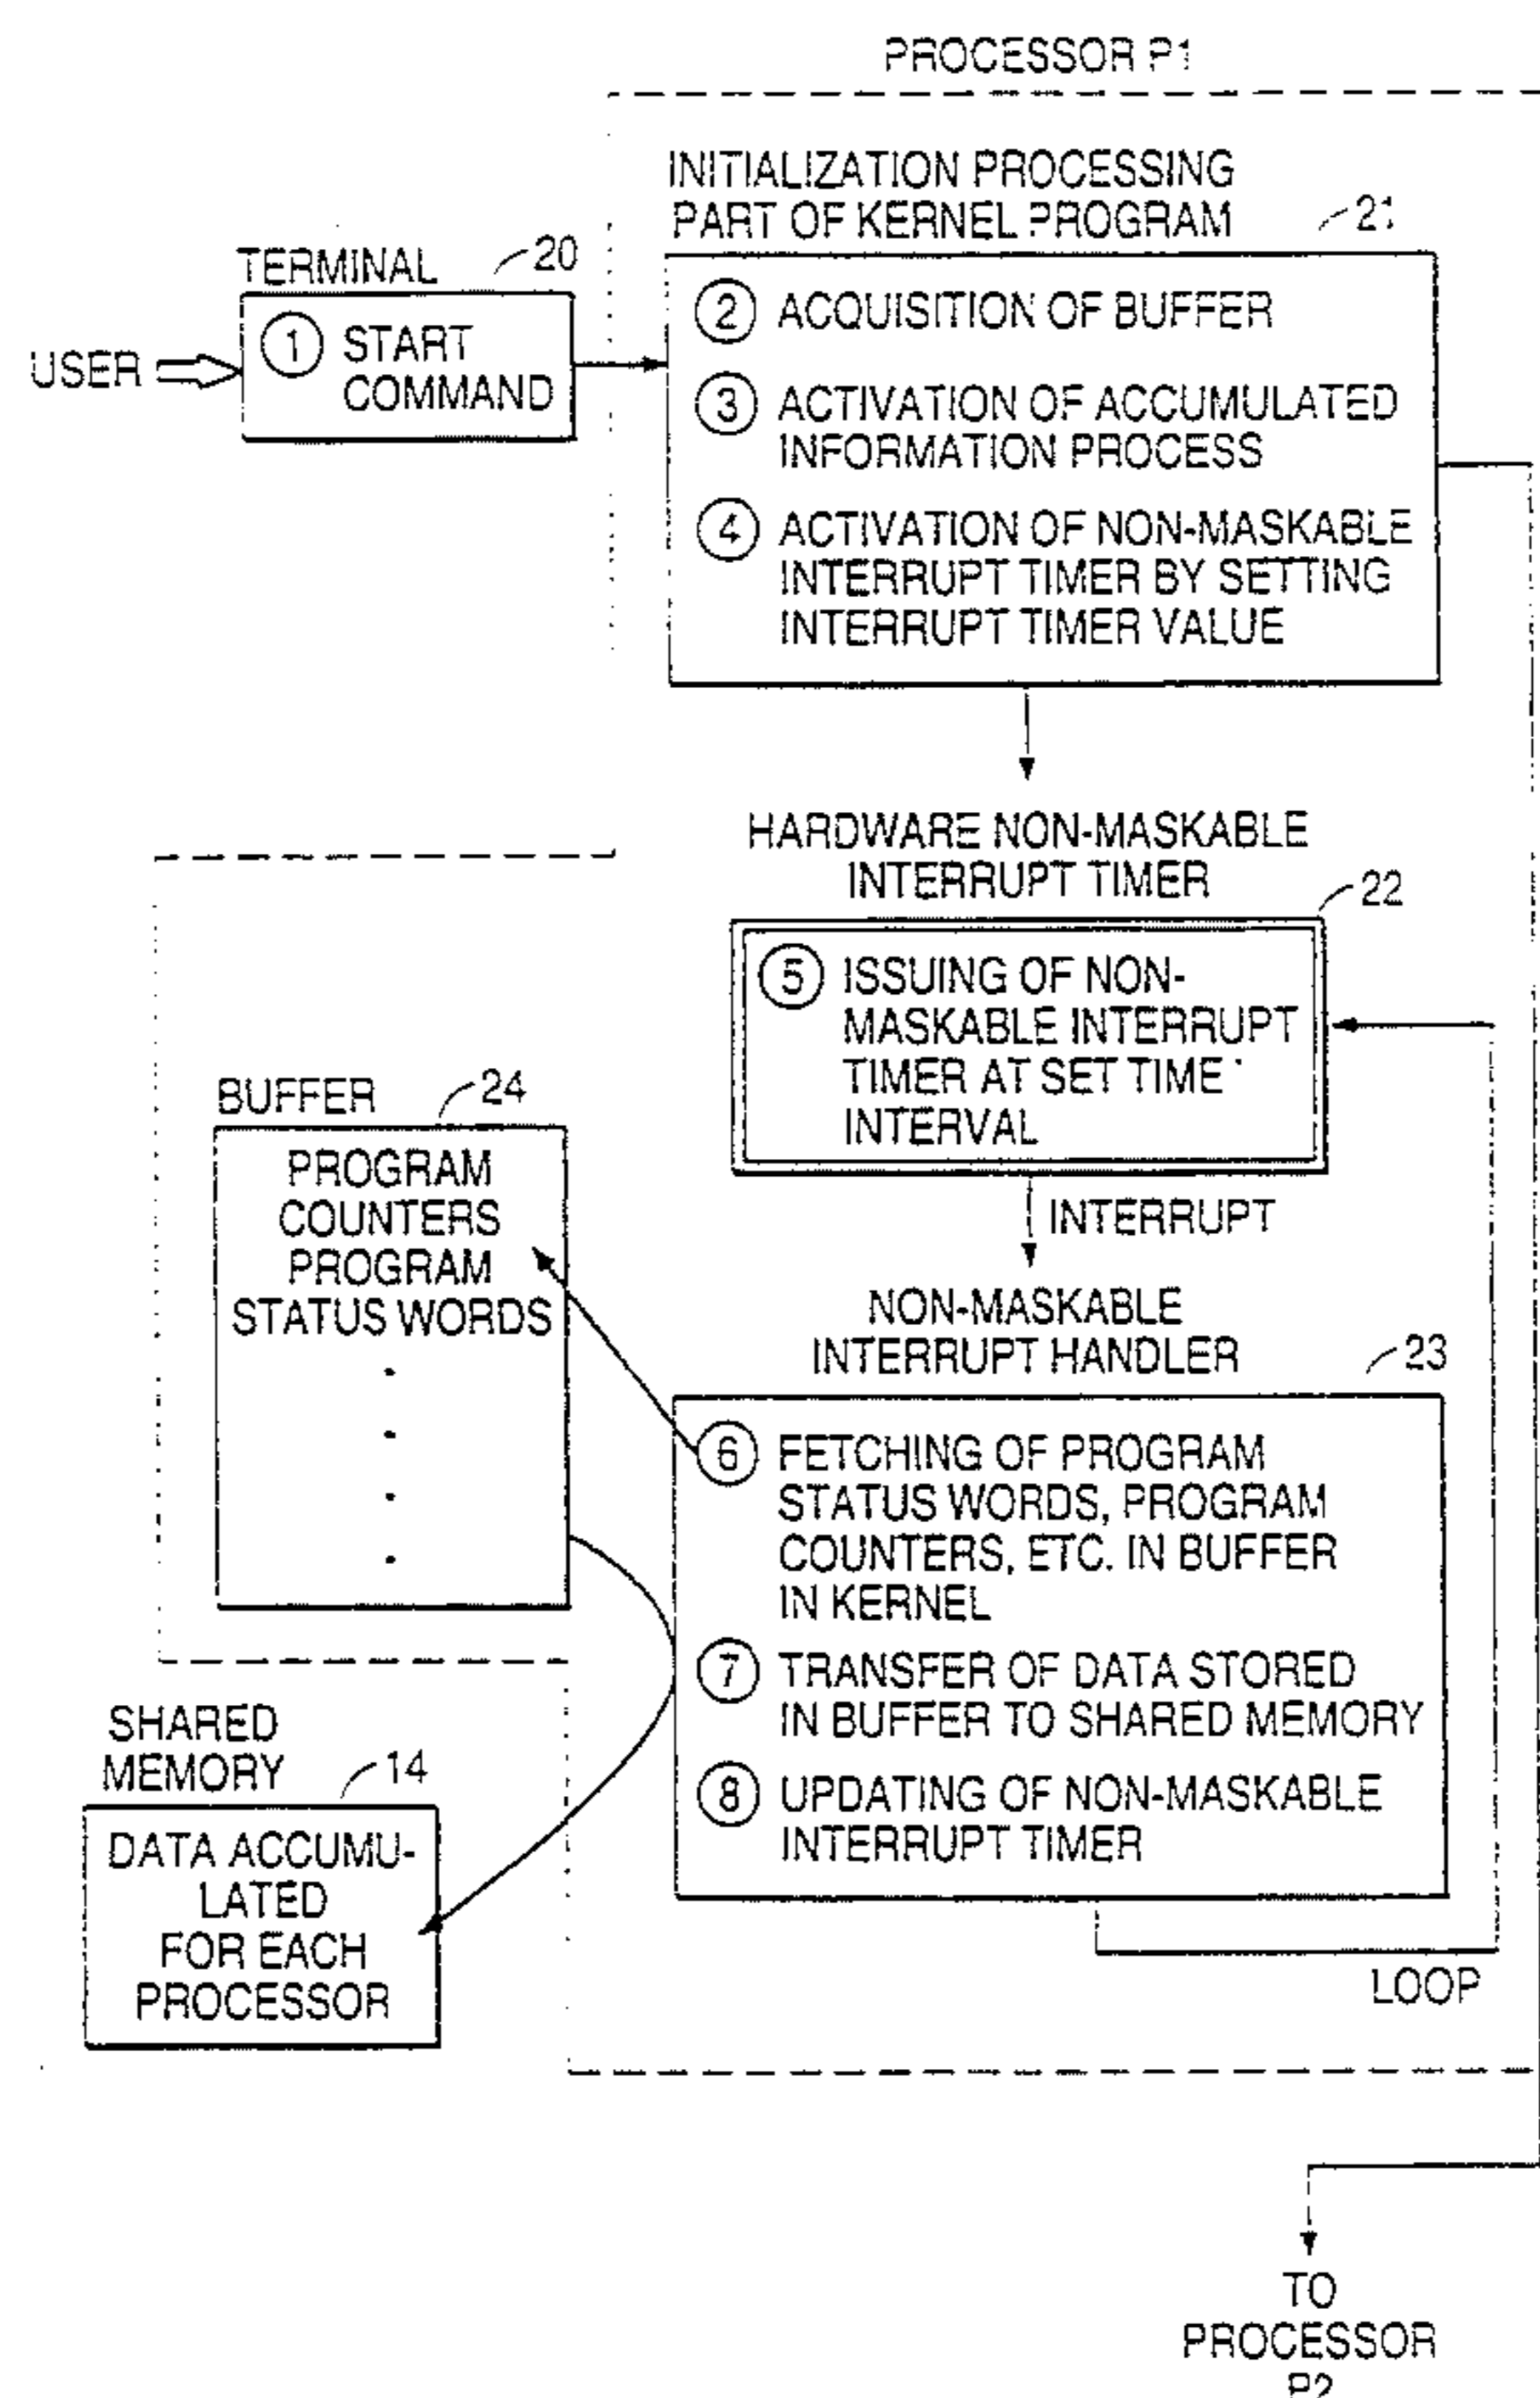 PROCESSOR P1
INITIALIZATION PROCESSING
PART OF KERNEL PROGRAM
21
TERMINAL
20
USER
1 START
COMMAND
2 ACQUISITION OF BUFFER
3 ACTIVATION OF ACCUMULATED
INFORMATION PROCESS
4 ACTIVATION OF NON-MASKABLE
INTERRUPT TIMER BY SETTING
INTERRUPT TIMER VALUE
HARDWARE NON-MASKABLE
INTERRUPT TIMER
22
5 ISSUING OF NON-
MASKABLE INTERRUPT
TIMER AT SET TIME
INTERVAL
INTERRUPT
BUFFER
24
PROGRAM
COUNTERS
PROGRAM
STATUS WORDS
NON-MASKABLE
INTERRUPT HANDLER
23
6 FETCHING OF PROGRAM
STATUS WORDS, PROGRAM
COUNTERS, ETC. IN BUFFER
IN KERNEL
7 TRANSFER OF DATA STORED
IN BUFFER TO SHARED MEMORY
8 UPDATING OF NON-MASKABLE
INTERRUPT TIMER
SHARED
MEMORY
14
DATA ACCUMU-
LATED
FOR EACH
PROCESSOR
LOOP
TO
PROCESSOR
P2